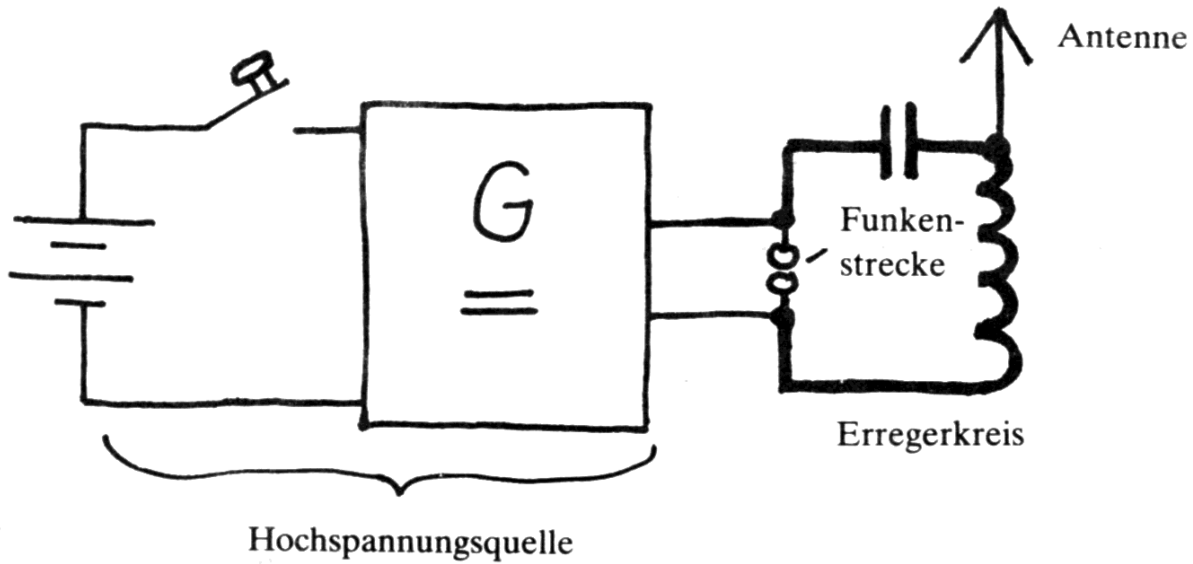 Antenne
G
Funken-
strecke
Erregerkreis
Hochspannungsquelle